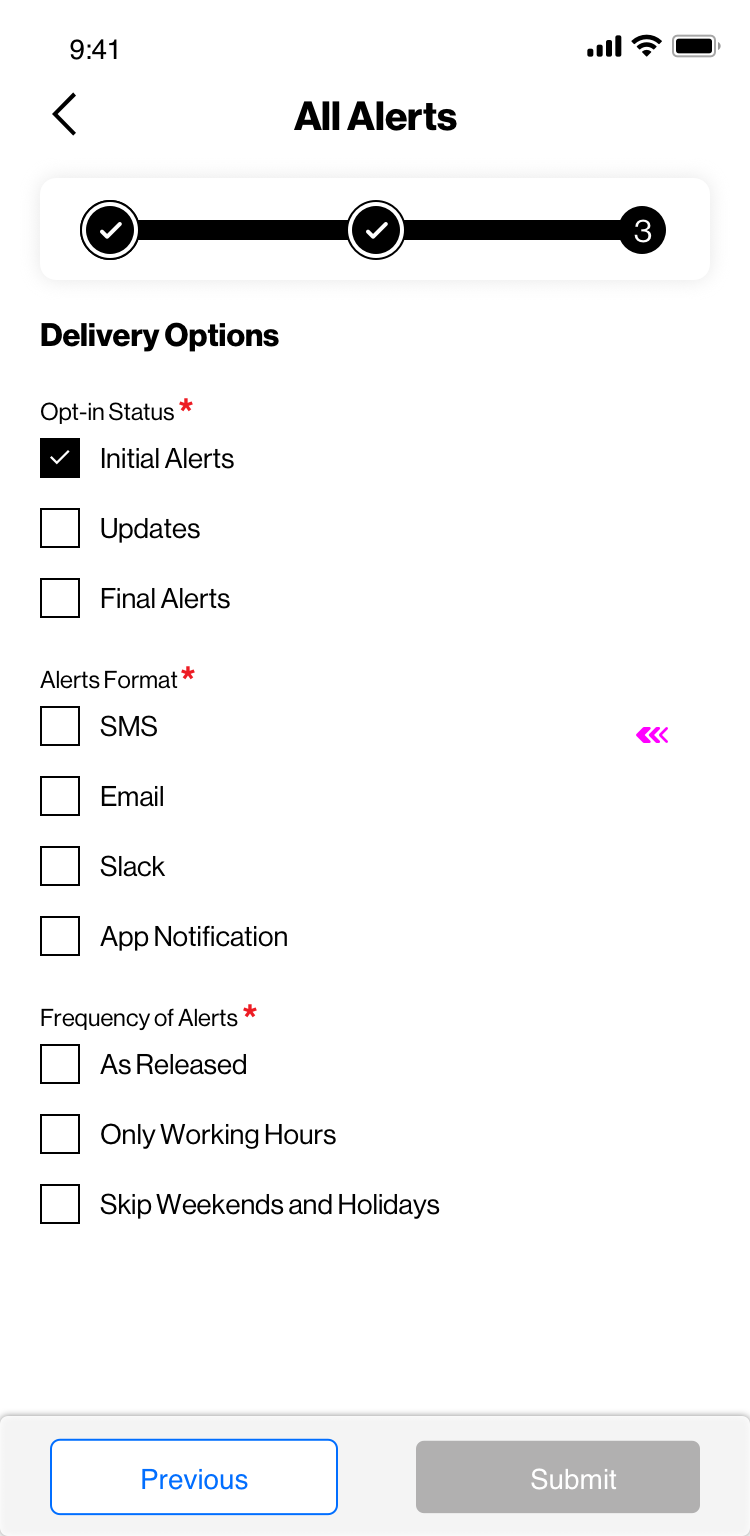 9:41
All Alerts
3
Delivery Options
Opt-in Status *
Initial Alerts
Updates
Final Alerts
Alerts Format *
SMS
Email
Slack
App Notification
Frequency of Alerts *
As Released
Only Working Hours
Skip Weekends and Holidays
Previous
Submit